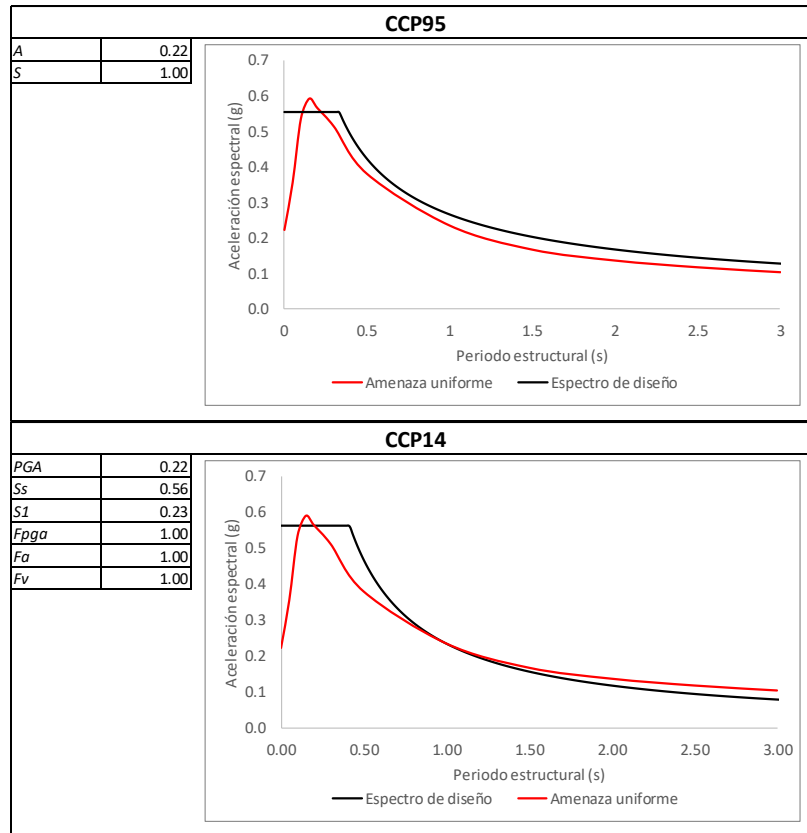 CCP95
A 0.22
S 1.00
0.7
0.6
0.5
0.4
0.3
0.2
0.1
0.0
Aceleración espectral (g)
0 0.5 1 1.5 2 2.5 3
Periodo estructural (s)
Amenaza uniforme Espectro de diseño
CCP14
PGA 0.22
Ss 0.56
S1 0.23
Fpga 1.00
Fa 1.00
Fv 1.00
0.7
0.6
0.5
0.4
0.3
0.2
0.1
0.0
Aceleración espectral (g)
0.00 0.50 1.00 1.50 2.00 2.50 3.00
Periodo estructural (s)
Espectro de diseño Amenaza uniforme